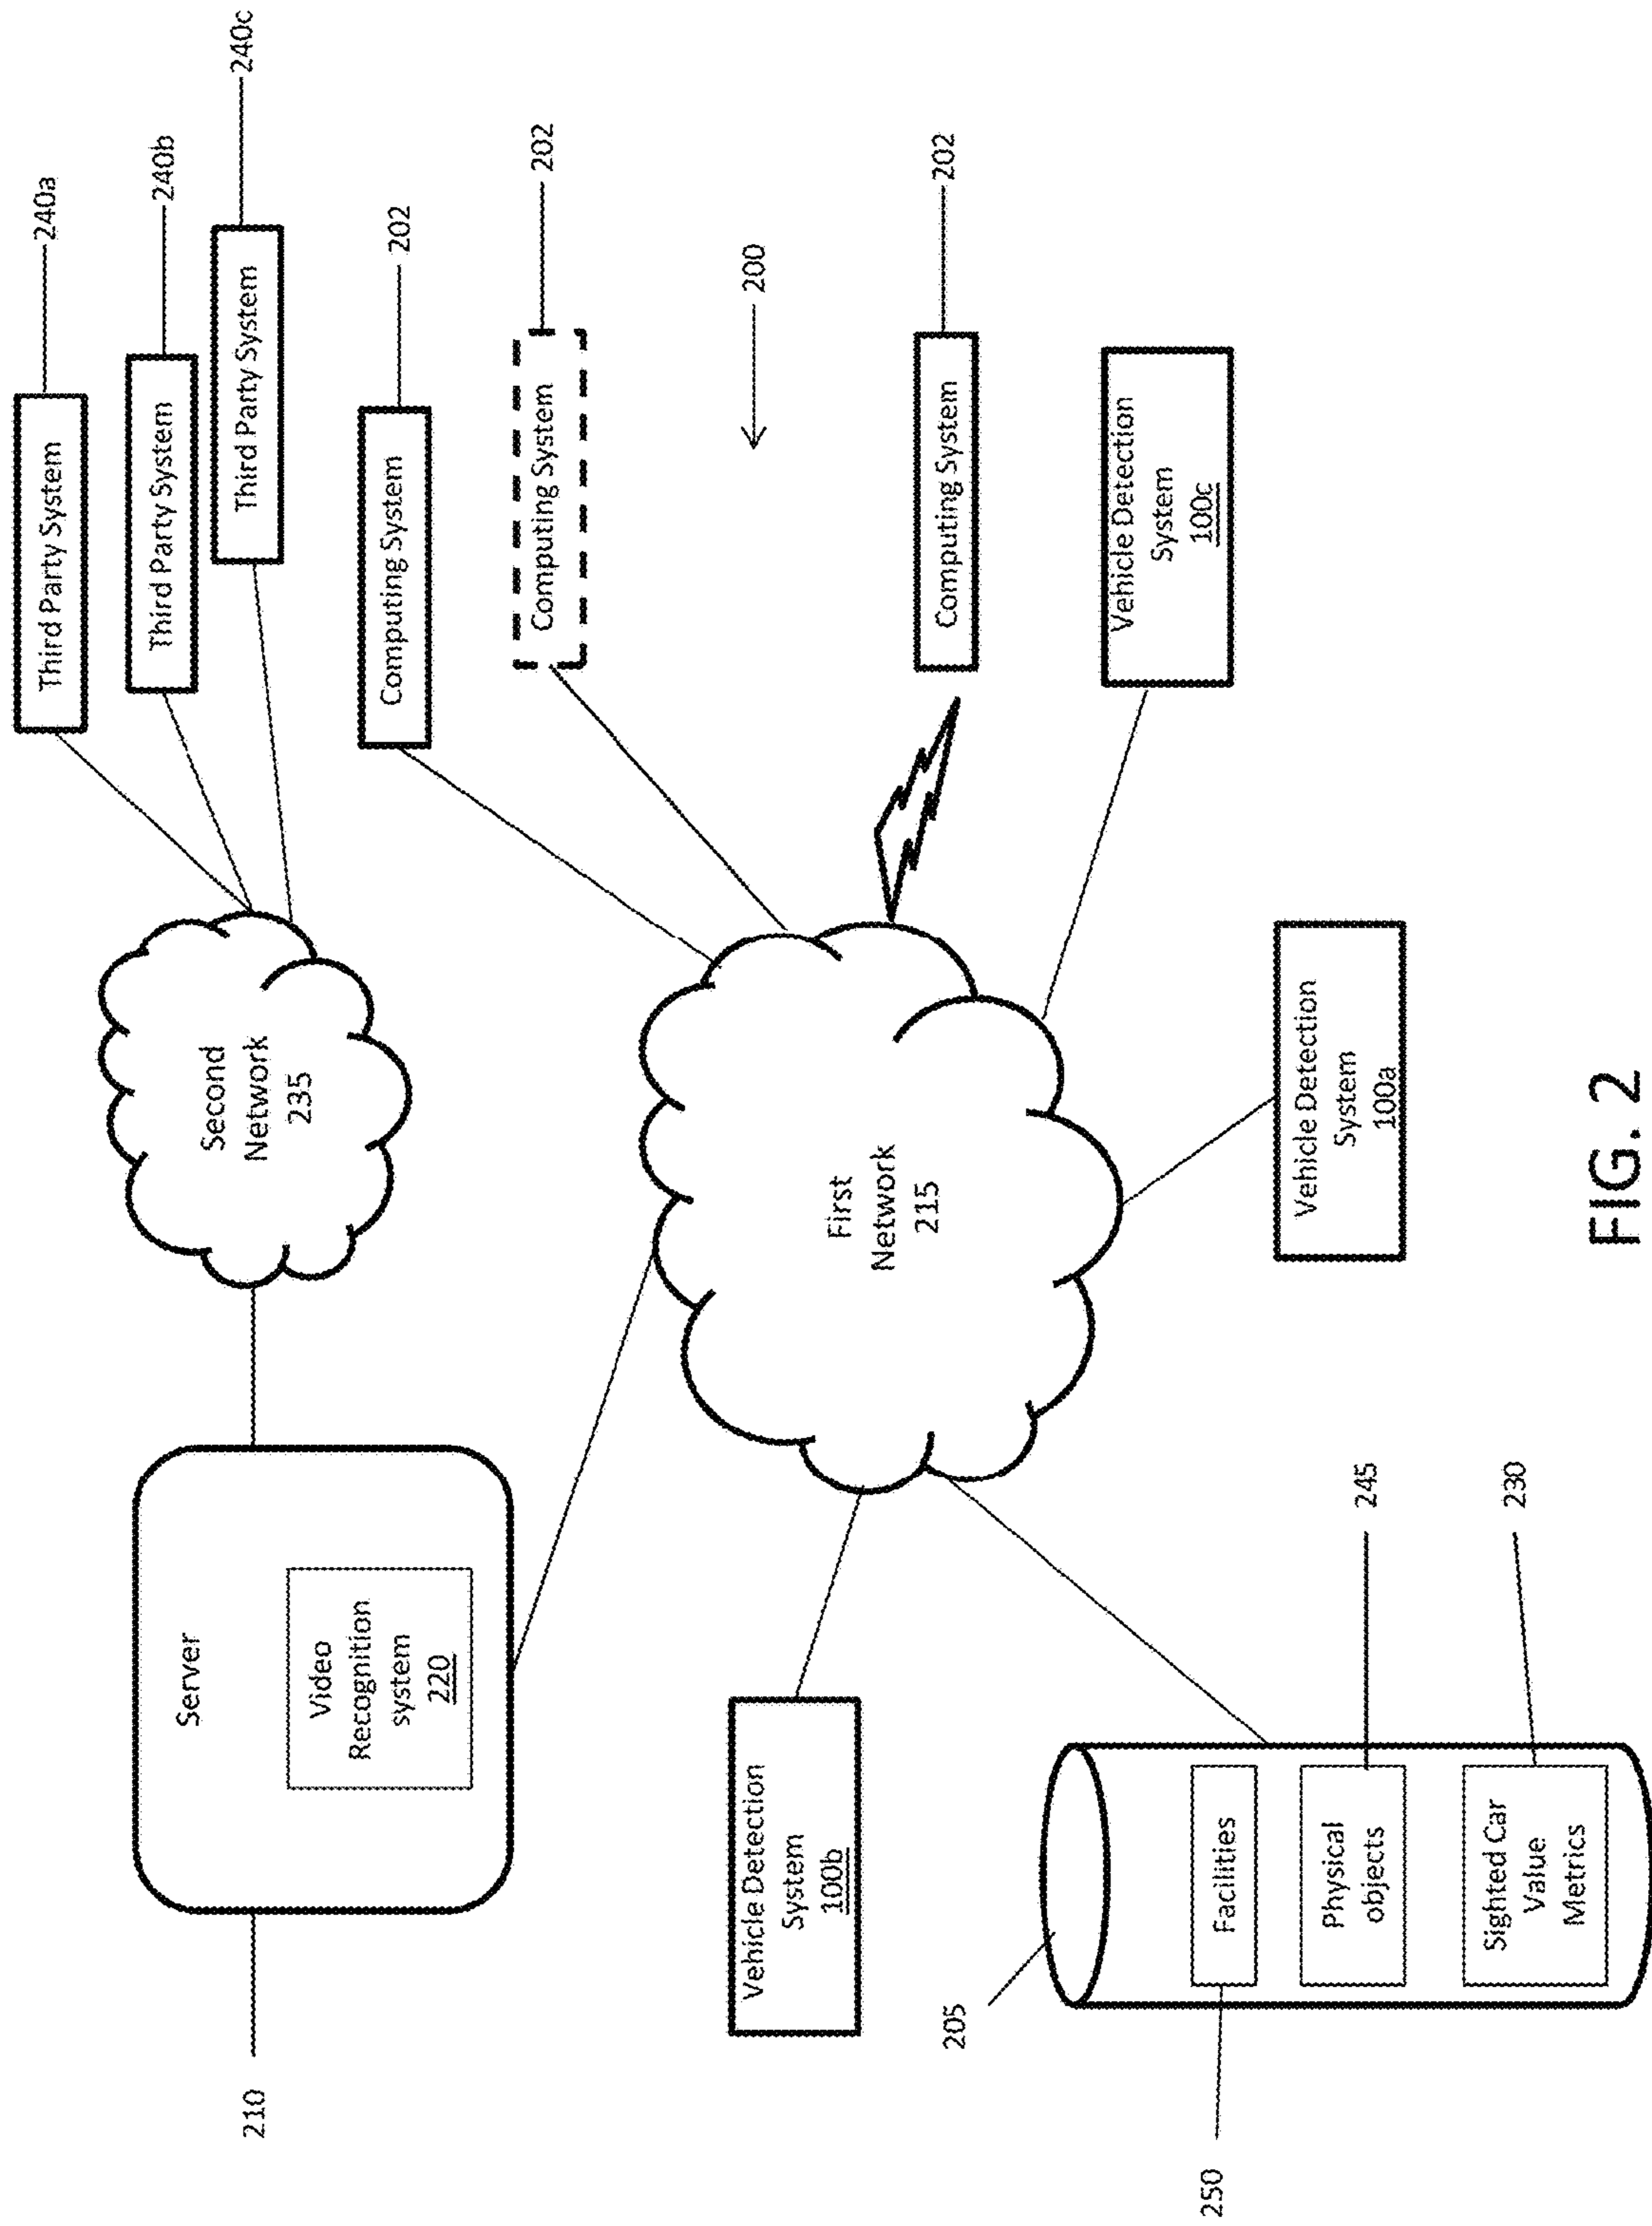 210
Server
Video
Recognition
system
220
Second
Network
235
Third Party System
240a
Third Party System
240b
Third Party System
240c
Computing System
202
Computing System
202
200
Computing System
202
Vehicle Detection
System
100b
First
Network
215
Vehicle Detection
System
100c
205
Vehicle Detection
System
100a
250
Facilities
Physical
objects
245
Sighted Car
Value
Metrics
230
FIG. 2